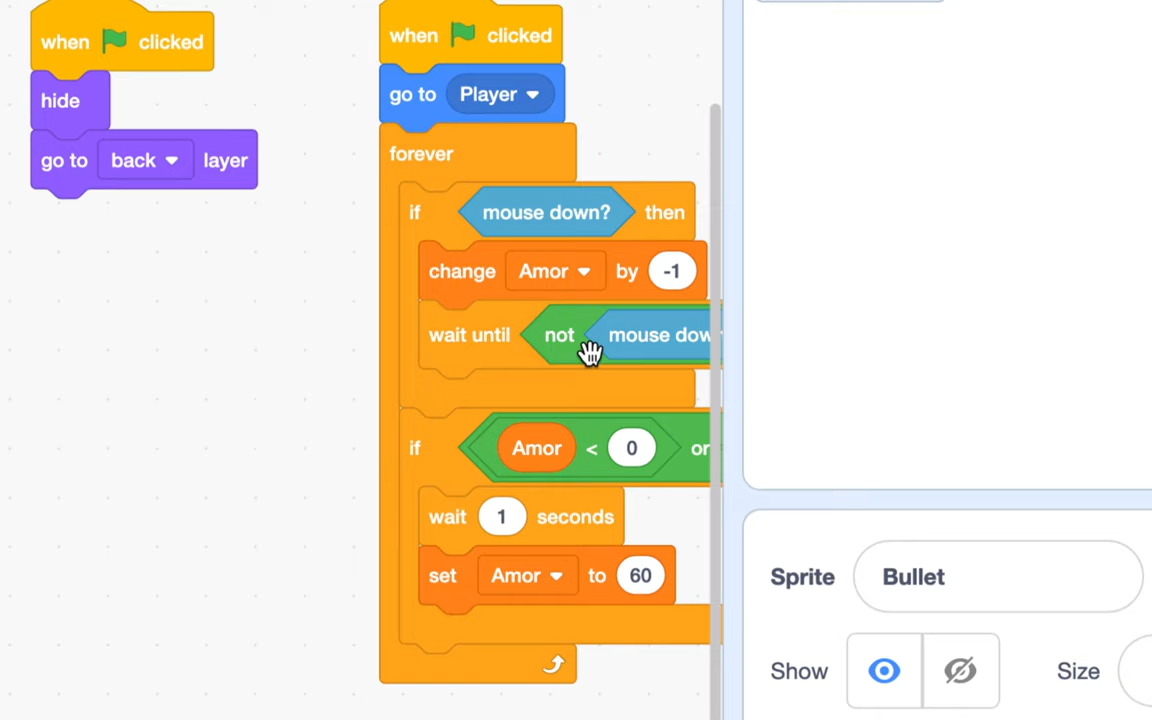 when clicked
hide
go to back layer
when clicked
go to Player
forever
if mouse down? then
change Amor by -1
wait until not mouse
if Amor < 0 or
wait 1 seconds
set Amor to 60
Sprite Bullet
Show Size